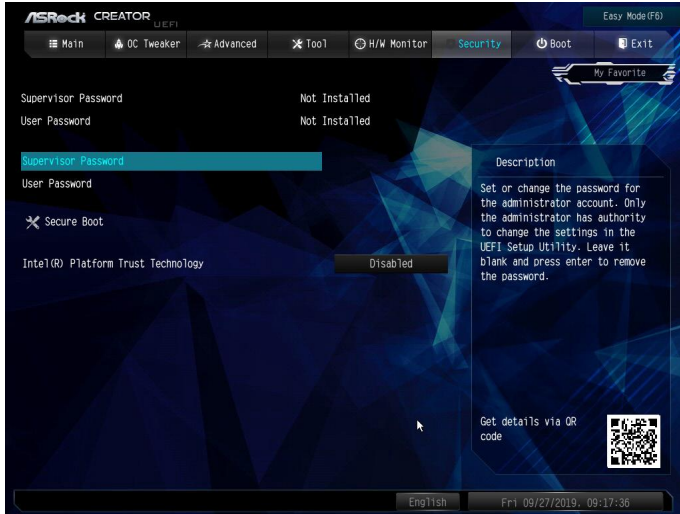 ASRock CREATOR
UEFI
Easy Mode(F6)
Main OC Tweaker Advanced Tool H/W Monitor Security Boot Exit
My Favorite
Supervisor Password Not Installed
User Password Not Installed
Supervisor Password
User Password
Secure Boot
Intel(R) Platform Trust Technology Disabled
Description
Set or change the password for
the administrator account. Only
the administrator has authority
to change the settings in the
UEFI Setup Utility. Leave it
blank and press enter to remove
the password.
Get details via QR
code
English Fri 09/27/2019. 09:17:36